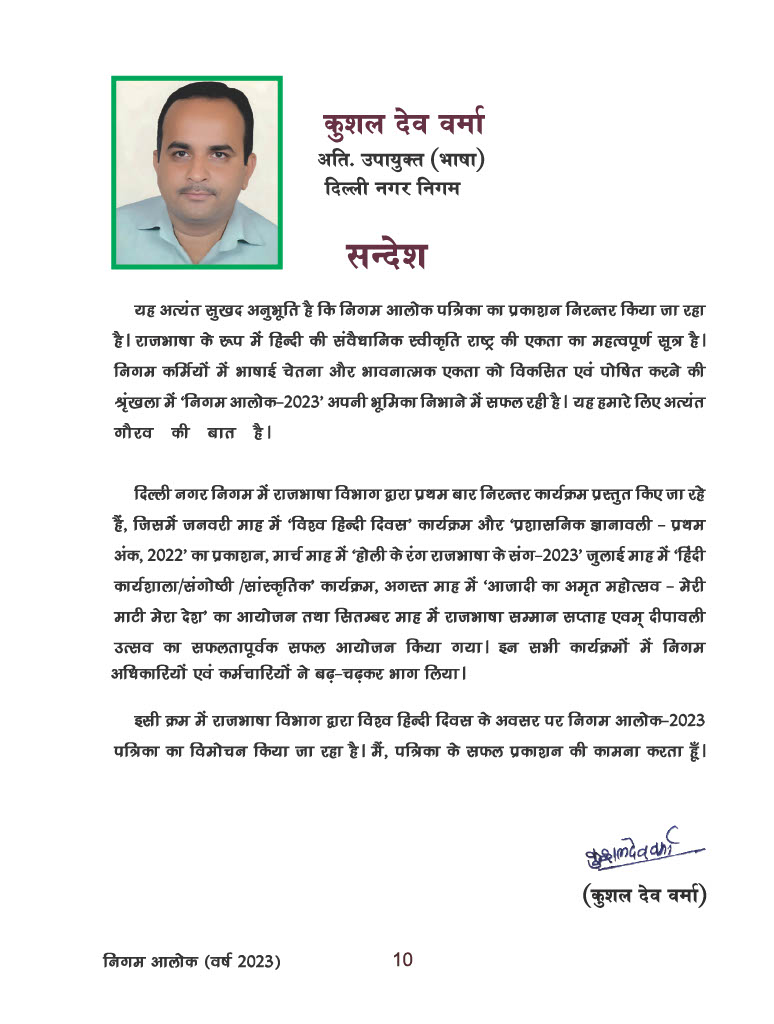 कुशल देव वर्मा
अति. उपायुक्त (भाषा)
दिल्ली नगर निगम
सन्देश
यह अत्यंत सुखद अनुभूति है कि निगम आलोक पत्रिका का प्रकाशन निरन्तर किया जा रहा
है। राजभाषा के रूप में हिन्दी की संवैधानिक स्वीकृति राष्ट्र की एकता का महत्वपूर्ण सूत्र है।
निगम कर्मियों में भाषाई चेतना और भावनात्मक एकता को विकसित एवं पोषित करने की
श्रृंखला में ‘निगम आलोक–2023’ अपनी भूमिका निभाने में सफल रही है। यह हमारे लिए अत्यंत
गौरव की बात है।
दिल्ली नगर निगम में राजभाषा विभाग द्वारा प्रथम बार निरन्तर कार्यक्रम प्रस्तुत किए जा रहे
हैं, जिसमें जनवरी माह में ‘विश्व हिन्दी दिवस’ कार्यक्रम और ‘प्रशासनिक ज्ञानावली – प्रथम
अंक, 2022’ का प्रकाशन, मार्च माह में ‘होली के रंग राजभाषा के संग–2023’ जुलाई माह में ‘हिंदी
कार्यशाला/संगोष्ठी /सांस्कृतिक’ कार्यक्रम, अगस्त माह में ‘आजादी का अमृत महोत्सव – मेरी
माटी मेरा देश’ का आयोजन तथा सितम्बर माह में राजभाषा सम्मान सप्ताह एवम् दीपावली
उत्सव का सफलतापूर्वक सफल आयोजन किया गया। इन सभी कार्यक्रमों में निगम
अधिकारियों एवं कर्मचारियों ने बढ़–चढ़कर भाग लिया।
इसी क्रम में राजभाषा विभाग द्वारा विश्व हिन्दी दिवस के अवसर पर निगम आलोक–2023
पत्रिका का विमोचन किया जा रहा है। मैं, पत्रिका के सफल प्रकाशन की कामना करता हूँ।
कुशलदेव वर्मा
(कुशल देव वर्मा)
निगम आलोक (वर्ष 2023)
10